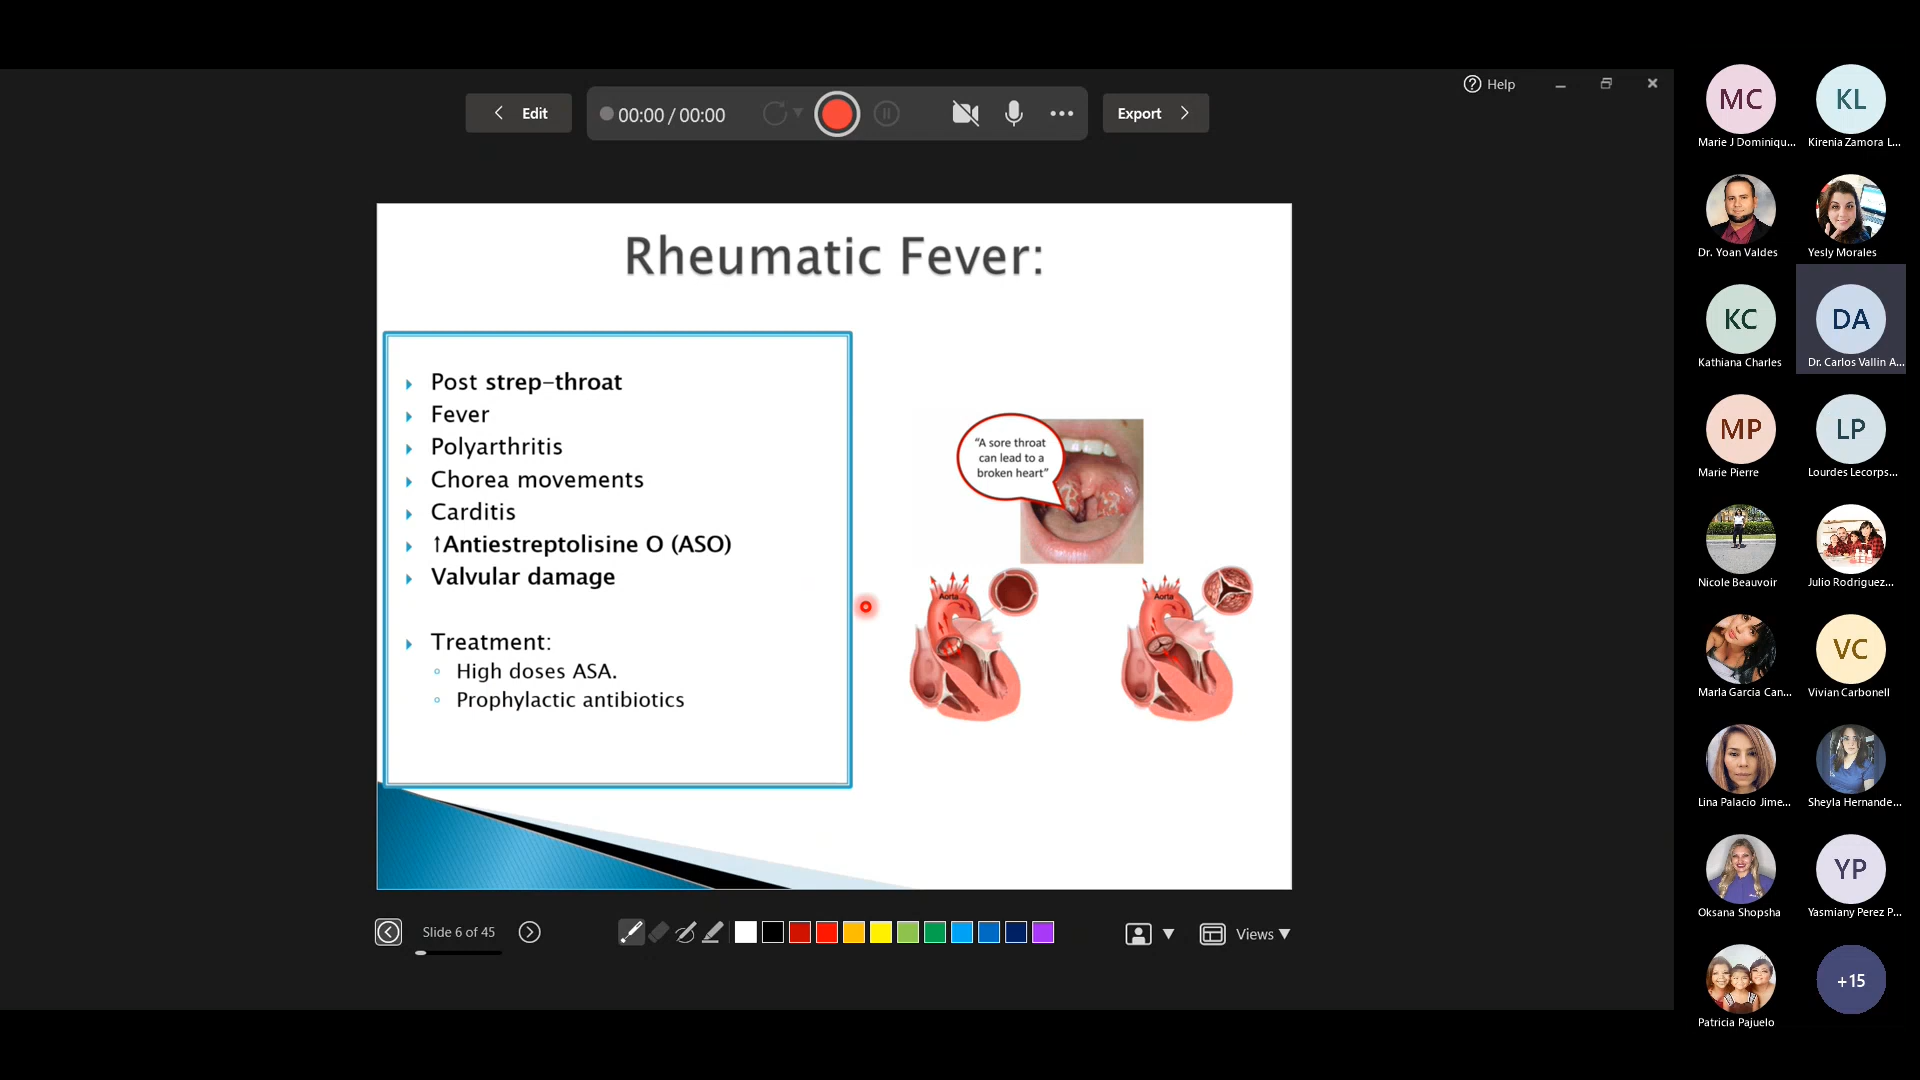 Help
Edit
00:00 / 00:00
Export
Rheumatic Fever:
Post strep-throat
Fever
Polyarthritis
Chorea movements
Carditis
↑Antiestreptolisine O (ASO)
Valvular damage
Treatment:
High doses ASA.
Prophylactic antibiotics
"A sore throat
can lead to a
broken heart"
Aorta
Aorta
Slide 6 of 45
Views
MC
Marie J Dominiqu...
KL
Kirenia Zamora L...
Dr. Yoan Valdes
Yesly Morales
KC
Kathiana Charles
DA
Dr. Carlos Vallin A...
MP
Marie Pierre
LP
Lourdes Lecorps...
Nicole Beauvoir
Julio Rodriguez...
Marla Garcia Can...
VC
Vivian Carbonell
Lina Palacio Jime...
Sheyla Hernande...
Oksana Shopsha
YP
Yasmiany Perez P...
Patricia Pajuelo
+15